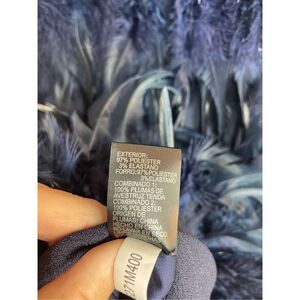 EXTERIOR:
97% POLIESTER
3% ELASTANO
FORRO:97%POLIESTER
3%ELASTANO
COMBINADO 1:
100% PLUMAS DE
AVESTRUZ TEÑIDA
COMBINADO 2:
100% POLIESTER
ORIGEN DE
PLUMAS: CHINA
HECHO EN CHINA
071M400